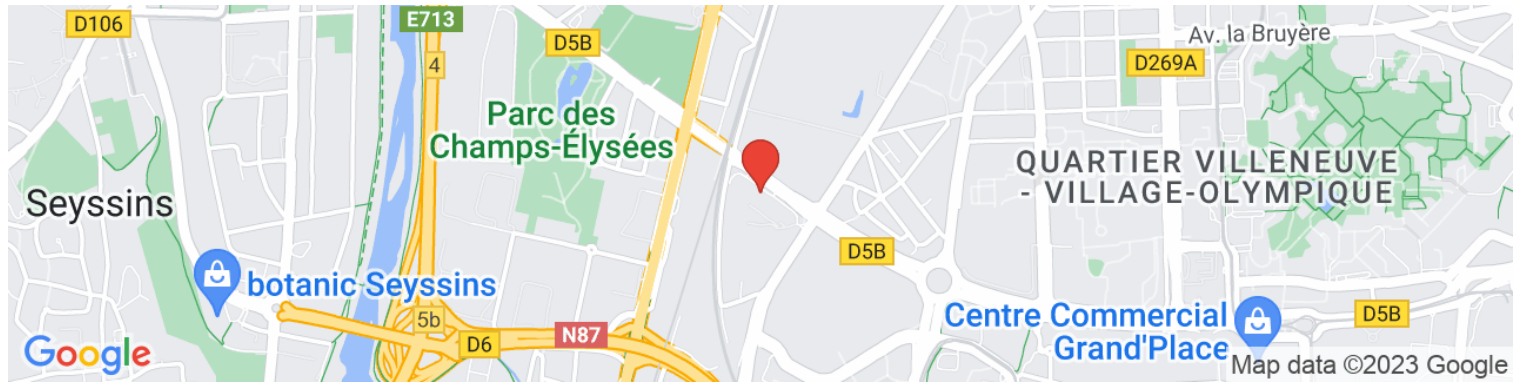 D106
E713
4
D5B
Av. la Bruyère
D269A
Parc des
Champs-Élysées
QUARTIER VILLENEUVE
- VILLAGE-OLYMPIQUE
Seyssins
D5B
botanic Seyssins
5b
D6
N87
Centre Commercial
Grand'Place
D5B
Google
Map data ©2023 Google